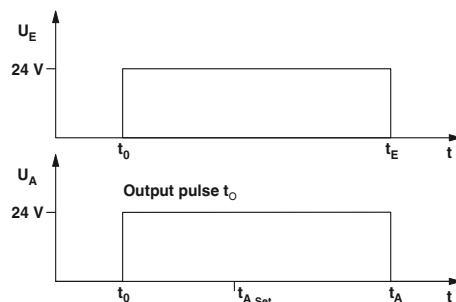 U_E
24 V
t_0 t_E t
U_A
Output pulse t_O
24 V
t_0 t_A Set t_A t